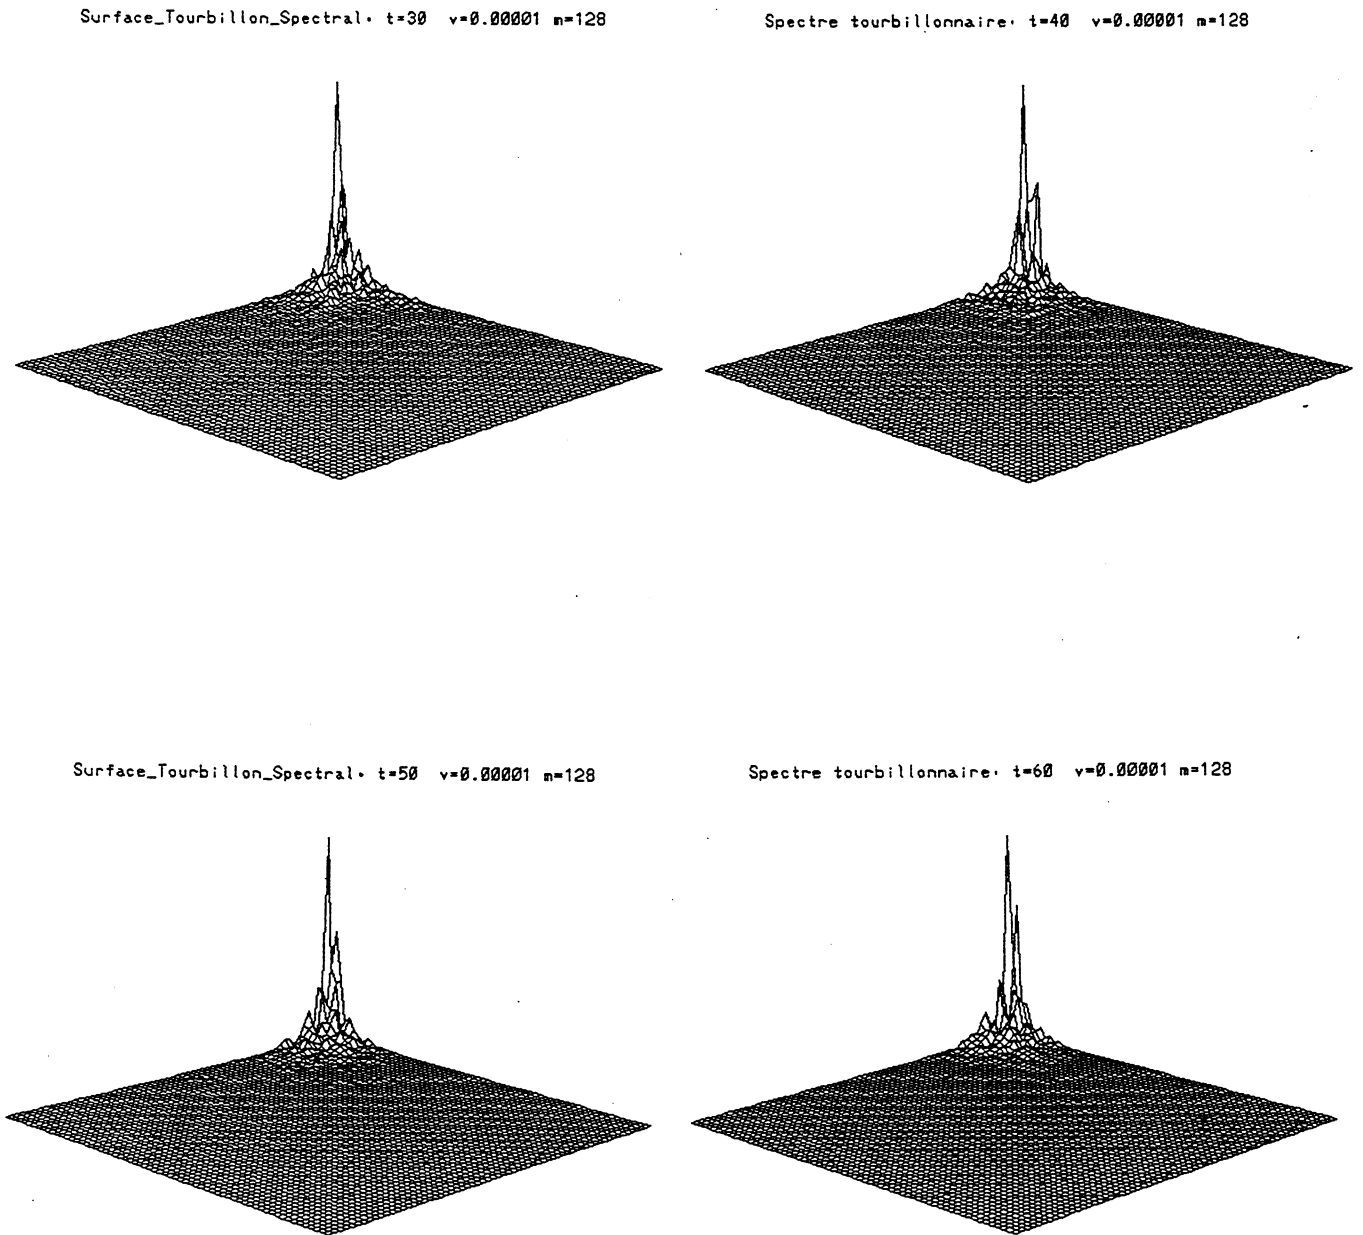 Surface_Tourbillon_Spectral. t=30 v=0.00001 m=128
Spectre tourbillonnaire. t=40 v=0.00001 m=128
Surface_Tourbillon_Spectral. t=50 v=0.00001 m=128
Spectre tourbillonnaire. t=60 v=0.00001 m=128